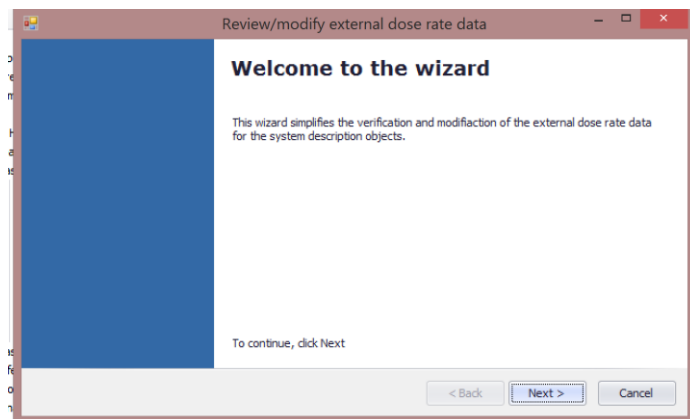 Review/modify external dose rate data
Welcome to the wizard
This wizard simplifies the verification and modifiaction of the external dose rate data
for the system description objects.
To continue, click Next
< Back Next > Cancel